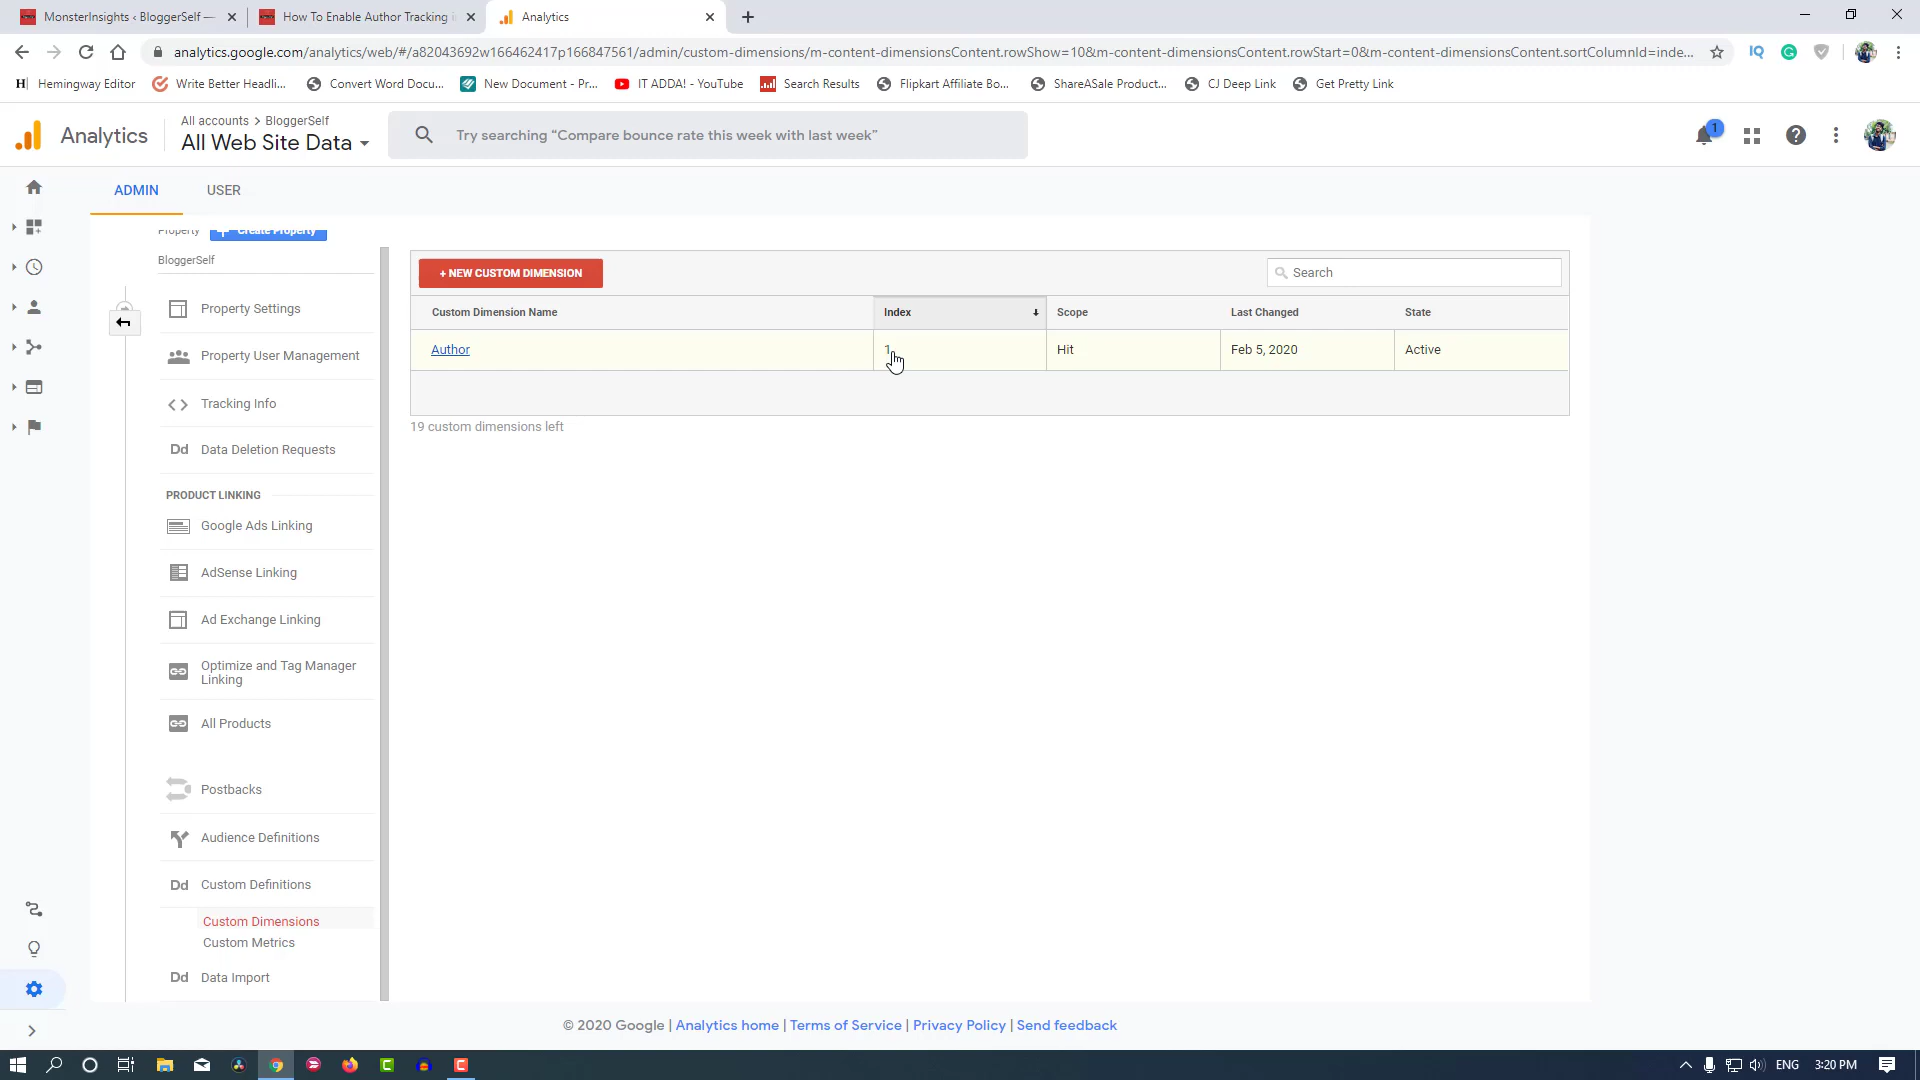 MonsterInsights ‹ BloggerSelf —
How To Enable Author Tracking i
Analytics
analytics.google.com/analytics/web/#/a82043692w166462417p166847561/admin/custom-dimensions/m-content-dimensionsContent.rowShow=10&m-content-dimensionsContent.rowStart=0&m-content-dimensionsContent.sortColumnId=inde...
Hemingway Editor
Write Better Headli...
Convert Word Docu...
New Document - Pr...
IT ADDA! - YouTube
Search Results
Flipkart Affiliate Bo...
ShareASale Product...
CJ Deep Link
Get Pretty Link
Analytics
All accounts > BloggerSelf
All Web Site Data
Try searching “Compare bounce rate this week with last week”
1
ADMIN
USER
Property
+ Create Property
BloggerSelf
Property Settings
Property User Management
<> Tracking Info
Dd Data Deletion Requests
PRODUCT LINKING
Google Ads Linking
AdSense Linking
Ad Exchange Linking
Optimize and Tag Manager
Linking
All Products
Postbacks
Audience Definitions
Dd Custom Definitions
Custom Dimensions
Custom Metrics
Dd Data Import
+ NEW CUSTOM DIMENSION
Search
Custom Dimension Name
Index
Scope
Last Changed
State
Author
1
Hit
Feb 5, 2020
Active
19 custom dimensions left
© 2020 Google | Analytics home | Terms of Service | Privacy Policy | Send feedback
ENG
3:20 PM